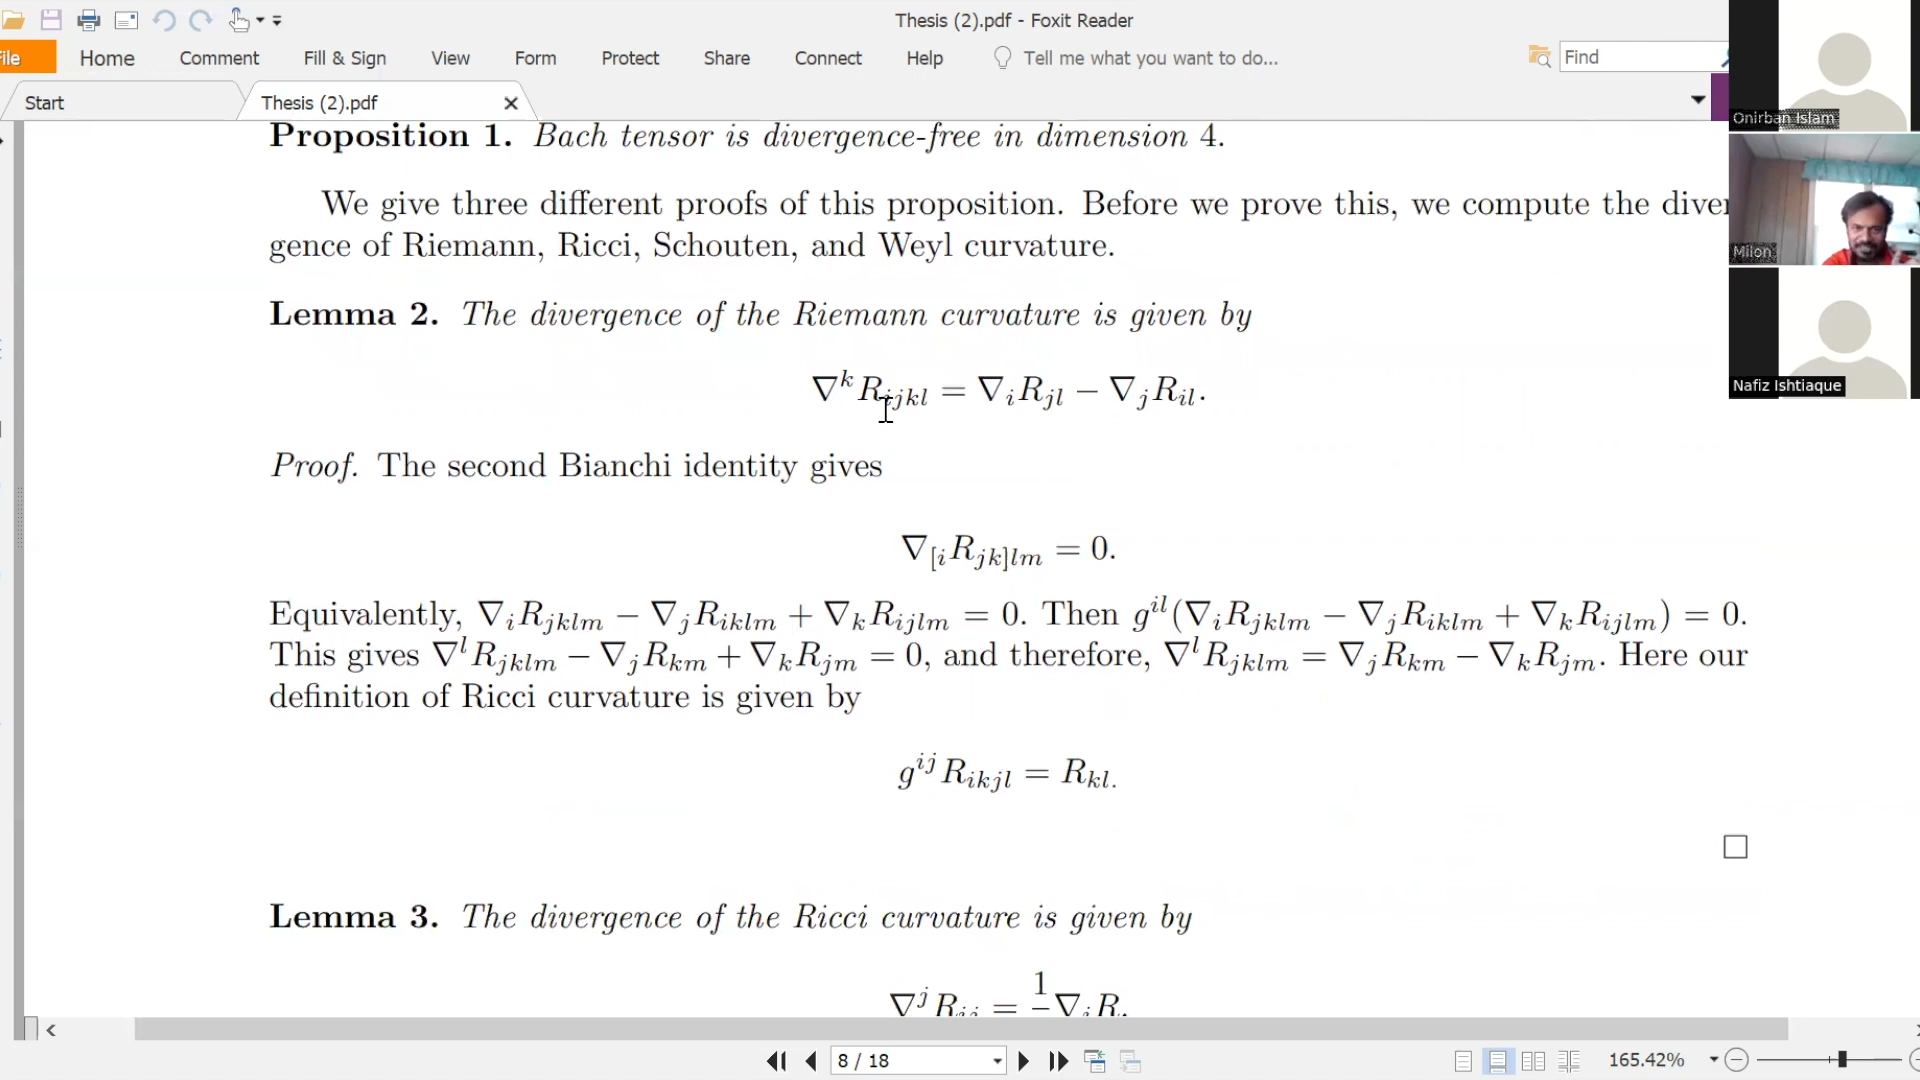 Thesis (2).pdf - Foxit Reader
File Home Comment Fill & Sign View Form Protect Share Connect Help Tell me what you want to do... Find
Start Thesis (2).pdf
Onirban Islam
Milon
Nafiz Ishtiaque
Proposition 1. Bach tensor is divergence-free in dimension 4.
We give three different proofs of this proposition. Before we prove this, we compute the diver
gence of Riemann, Ricci, Schouten, and Weyl curvature.
Lemma 2. The divergence of the Riemann curvature is given by
∇^k R_{ijkl} = ∇_i R_{jl} − ∇_j R_{il}.
Proof. The second Bianchi identity gives
∇_{[i} R_{jk]lm} = 0.
Equivalently, ∇_i R_{jklm} − ∇_j R_{iklm} + ∇_k R_{ijlm} = 0. Then g^{il}(∇_i R_{jklm} − ∇_j R_{iklm} + ∇_k R_{ijlm}) = 0.
This gives ∇^l R_{jklm} − ∇_j R_{km} + ∇_k R_{jm} = 0, and therefore, ∇^l R_{jklm} = ∇_j R_{km} − ∇_k R_{jm}. Here our
definition of Ricci curvature is given by
g^{ij} R_{ikjl} = R_{kl}.
□
Lemma 3. The divergence of the Ricci curvature is given by
∇^j R_{ij} = 1/ ∇_i R.
8 / 18 165.42%